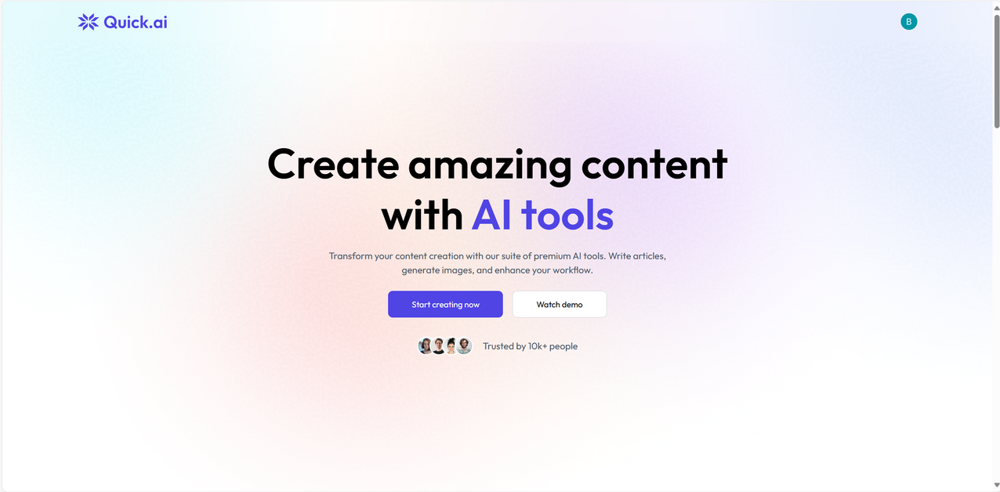 Quick.ai
B
Create amazing content
with AI tools
Transform your content creation with our suite of premium AI tools. Write articles,
generate images, and enhance your workflow.
Start creating now
Watch demo
Trusted by 10k+ people